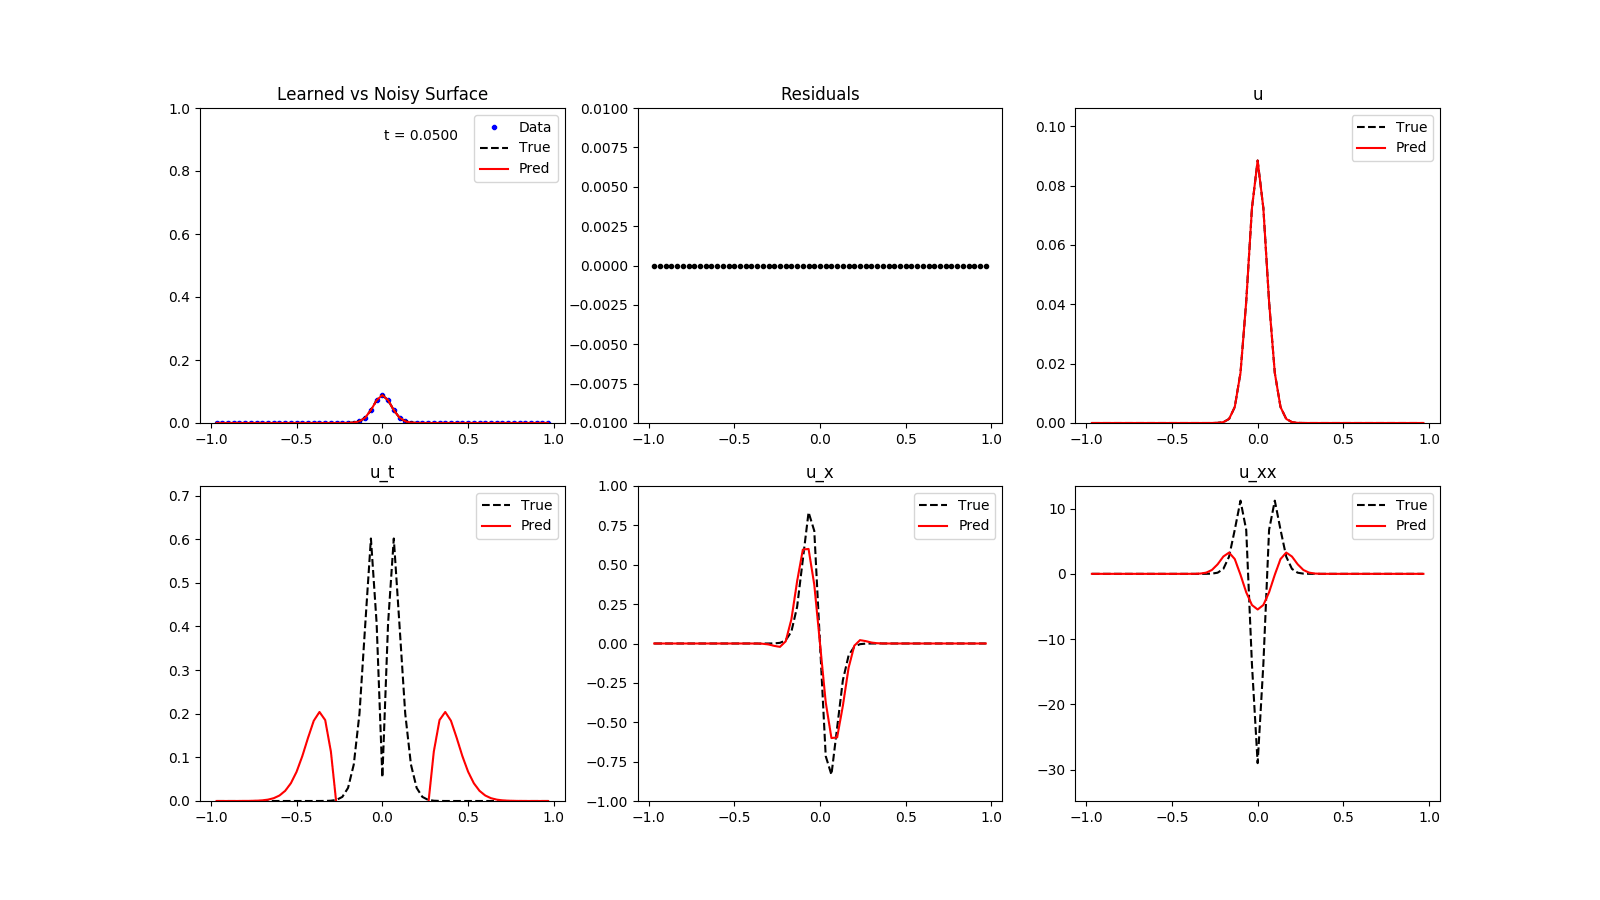 Learned vs Noisy Surface
1.0
0.8
0.6
0.4
0.2
0.0
−1.0 −0.5 0.0 0.5 1.0
t = 0.0500
Data
True
Pred
Residuals
0.0100
0.0075
0.0050
0.0025
0.0000
−0.0025
−0.0050
−0.0075
−0.0100
−1.0 −0.5 0.0 0.5 1.0
u
0.10
0.08
0.06
0.04
0.02
0.00
−1.0 −0.5 0.0 0.5 1.0
True
Pred
u_t
0.7
0.6
0.5
0.4
0.3
0.2
0.1
0.0
−1.0 −0.5 0.0 0.5 1.0
True
Pred
u_x
1.00
0.75
0.50
0.25
0.00
−0.25
−0.50
−0.75
−1.00
−1.0 −0.5 0.0 0.5 1.0
True
Pred
u_xx
10
0
−10
−20
−30
−1.0 −0.5 0.0 0.5 1.0
True
Pred